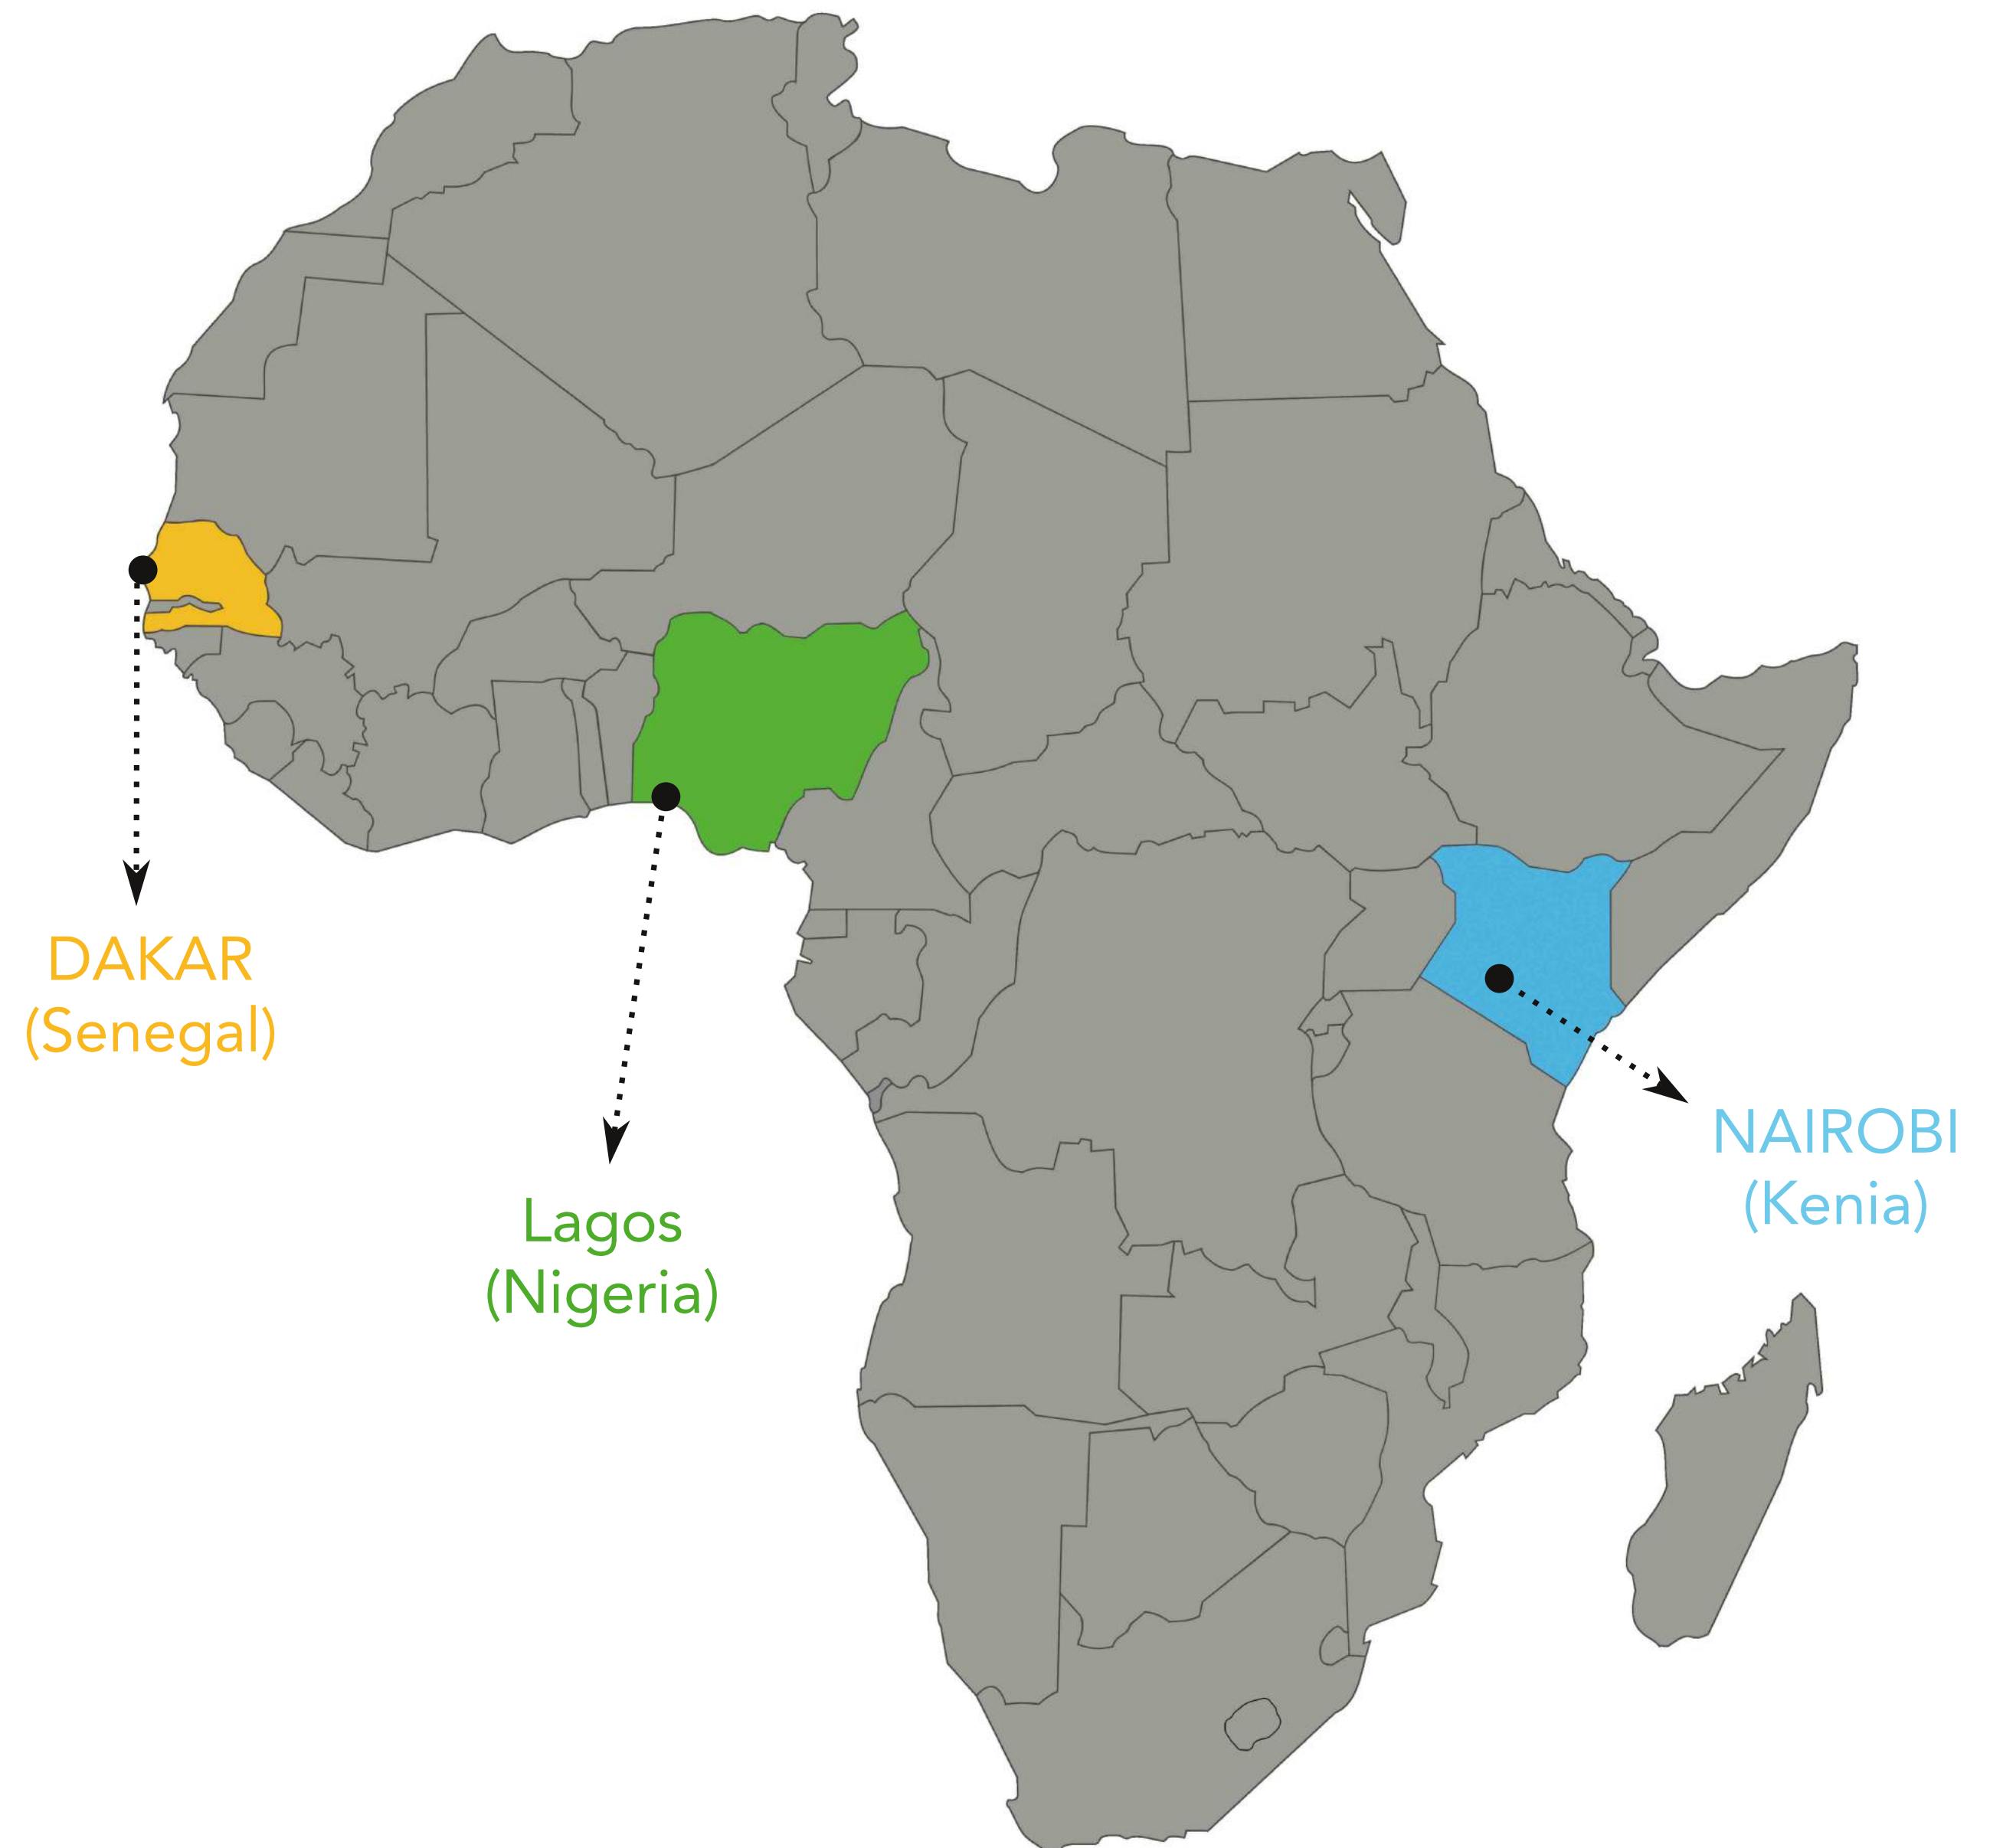 DAKAR
(Senegal)
Lagos
(Nigeria)
NAIROBI
(Kenia)